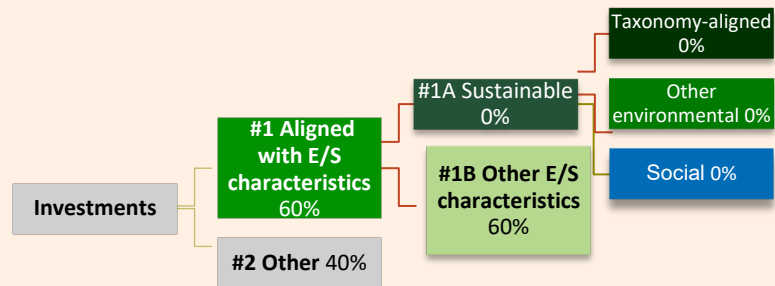 Taxonomy-aligned
0%
#1A Sustainable
0%
Other
environmental 0%
#1 Aligned
with E/S
characteristics
60%
#1B Other E/S
characteristics
60%
Social 0%
Investments
#2 Other 40%